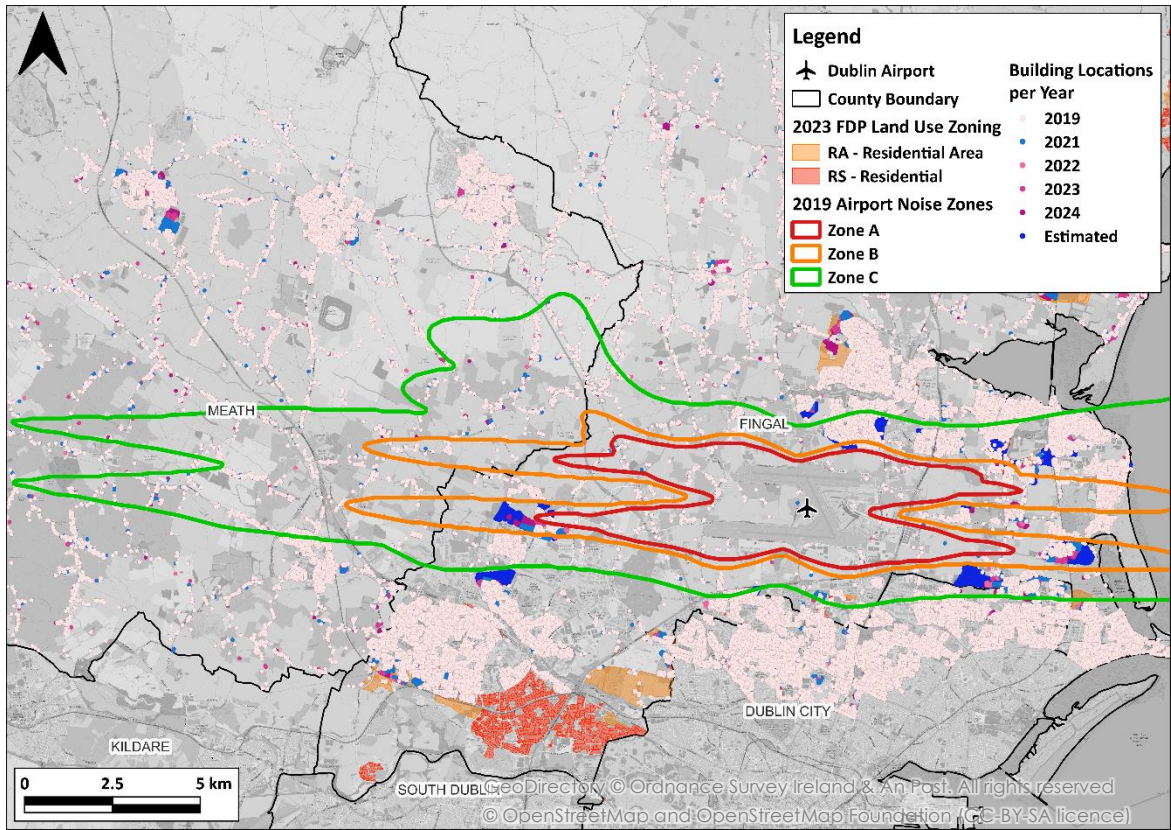 Legend
Dublin Airport
County Boundary
2023 FDP Land Use Zoning
RA - Residential Area
RS - Residential
2019 Airport Noise Zones
Zone A
Zone B
Zone C
Building Locations
per Year
2019
2021
2022
2023
2024
Estimated
MEATH
FINGAL
DUBLIN CITY
KILDARE
SOUTH DUBLIN
0 2.5 5 km
GeoDirectory © Ordnance Survey Ireland & An Post. All rights reserved
© OpenStreetMap and OpenStreetMap Foundation (CC-BY-SA licence)